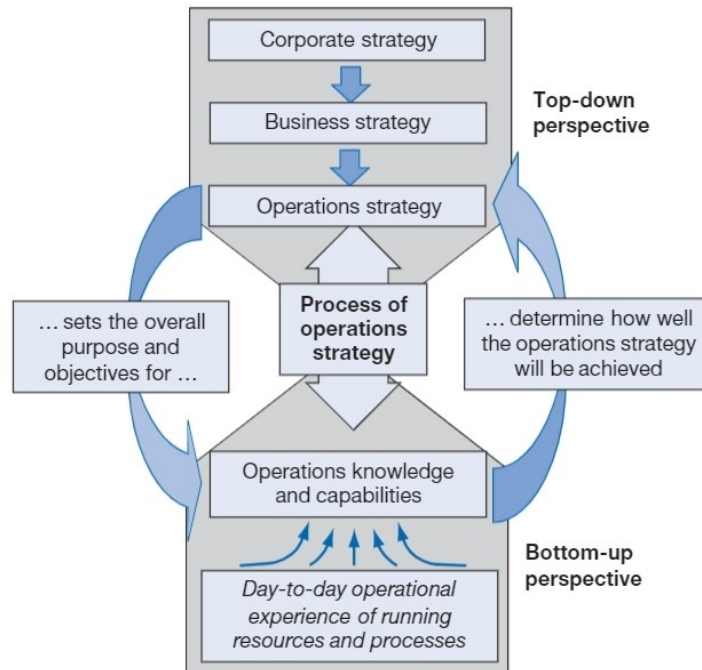 Corporate strategy
Business strategy
Top-down
perspective
Operations strategy
Process of
operations
strategy
… sets the overall
purpose and
objectives for …
… determine how well
the operations strategy
will be achieved
Operations knowledge
and capabilities
Bottom-up
perspective
Day-to-day operational
experience of running
resources and processes